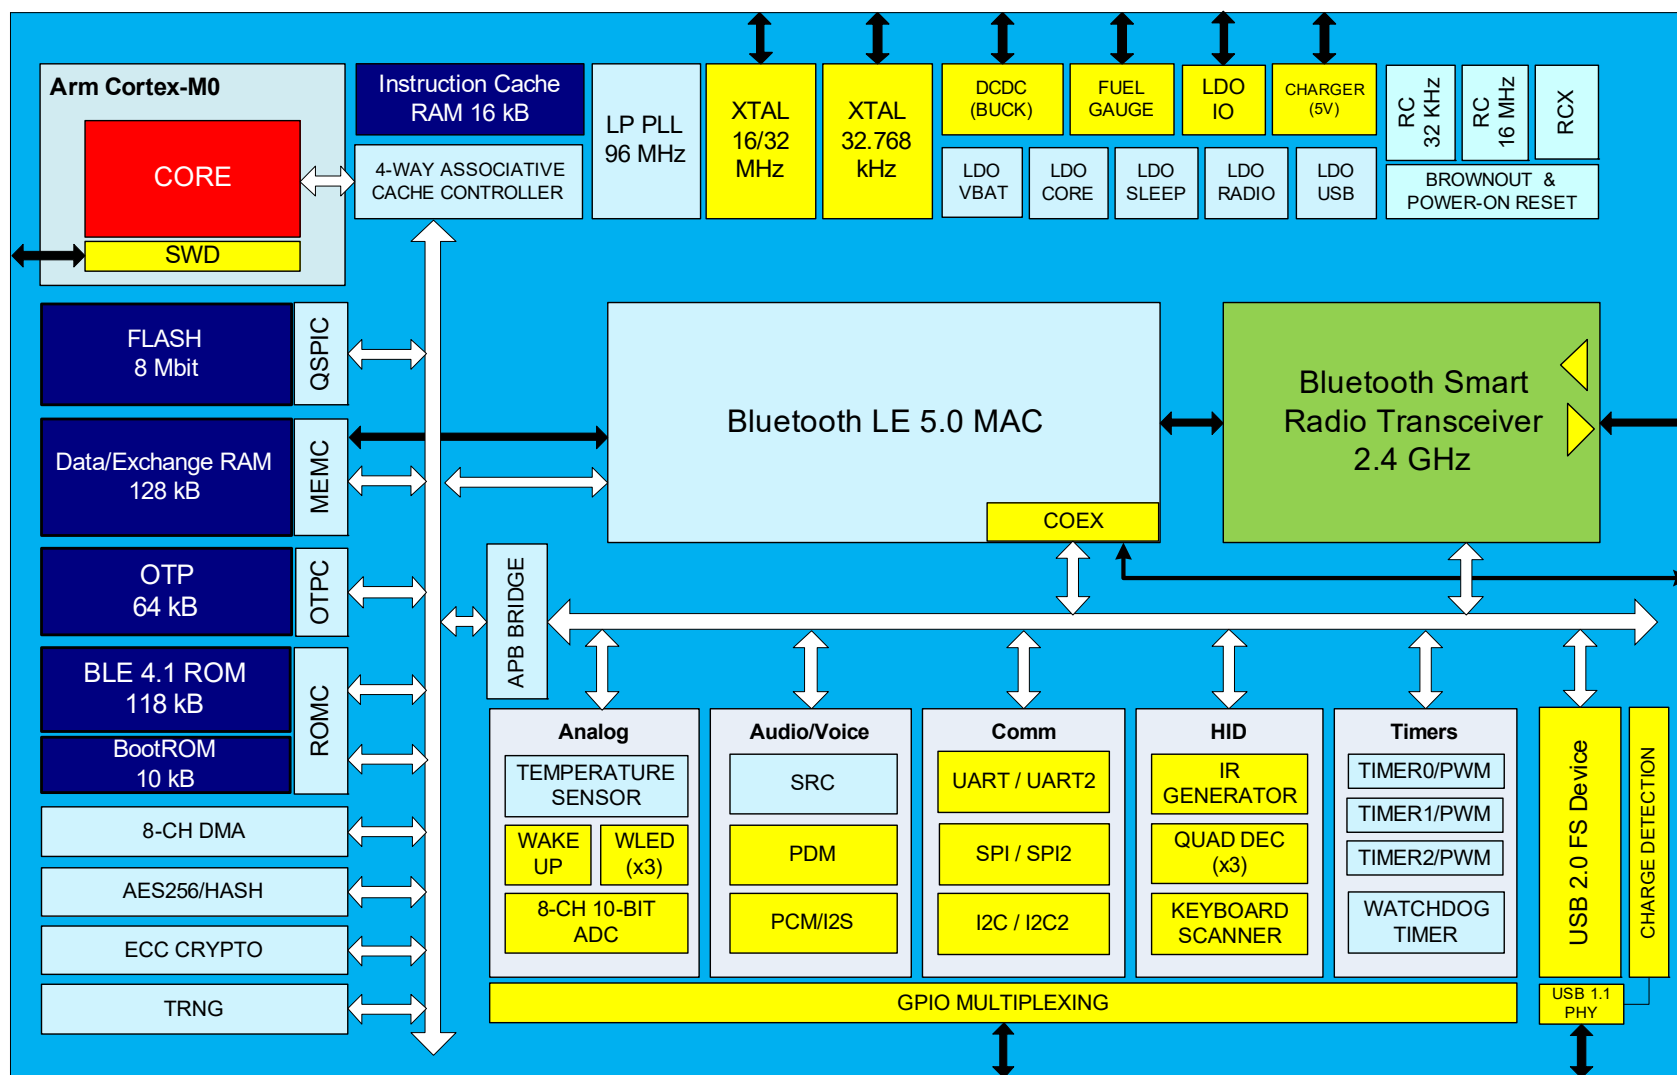 Arm Cortex-M0
CORE
SWD
Instruction Cache
RAM 16 kB
4-WAY ASSOCIATIVE
CACHE CONTROLLER
LP PLL
96 MHz
XTAL
16/32
MHz
XTAL
32.768
kHz
DCDC
(BUCK)
FUEL
GAUGE
LDO
IO
CHARGER
(5V)
LDO
VBAT
LDO
CORE
LDO
SLEEP
LDO
RADIO
LDO
USB
RC
32 KHz
RC
16 MHz
RCX
BROWNOUT &
POWER-ON RESET
FLASH
8 Mbit
QSPIC
Data/Exchange RAM
128 kB
MEMC
OTP
64 kB
OTPC
BLE 4.1 ROM
118 kB
BootROM
10 kB
ROMC
8-CH DMA
AES256/HASH
ECC CRYPTO
TRNG
Bluetooth LE 5.0 MAC
COEX
Bluetooth Smart
Radio Transceiver
2.4 GHz
APB BRIDGE
Analog
TEMPERATURE
SENSOR
WAKE
UP
WLED
(x3)
8-CH 10-BIT
ADC
Audio/Voice
SRC
PDM
PCM/I2S
Comm
UART / UART2
SPI / SPI2
I2C / I2C2
HID
IR
GENERATOR
QUAD DEC
(x3)
KEYBOARD
SCANNER
Timers
TIMER0/PWM
TIMER1/PWM
TIMER2/PWM
WATCHDOG
TIMER
USB 2.0 FS Device
CHARGE DETECTION
USB 1.1
PHY
GPIO MULTIPLEXING